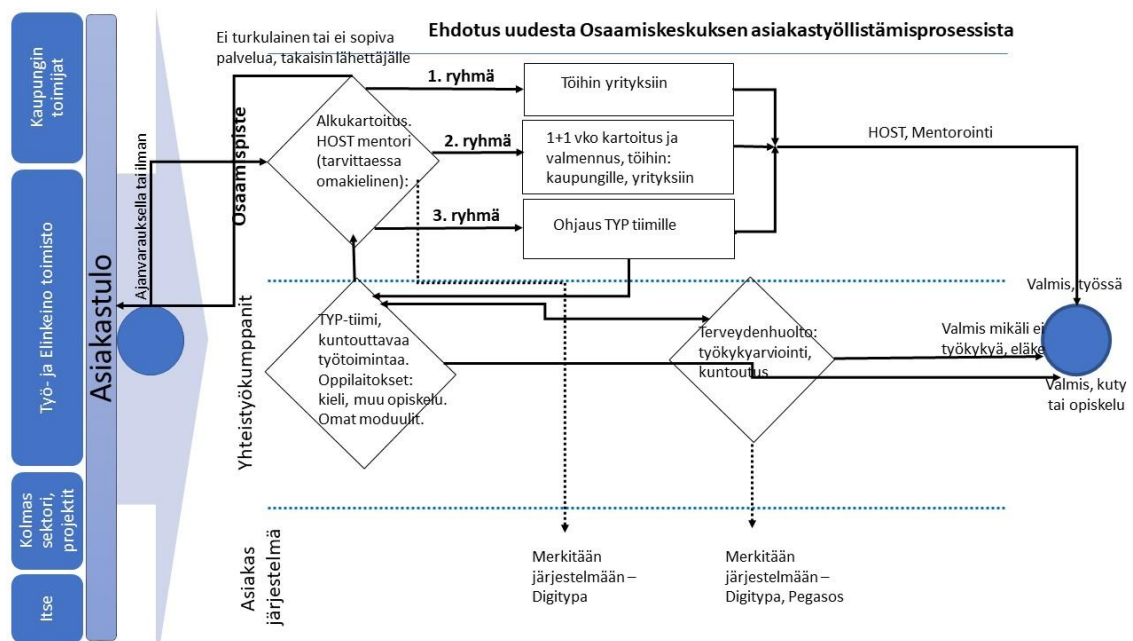 Ehdotus uudesta Osaamiskeskuksen asiakastyöllistämisprosessista
Kaupungin
toimijat
Työ- ja Elinkeino toimisto
Kolmas
sektori,
projektit
Itse
Asiakastulo
Ajanvarauksella tai ilman
Osaamispiste
Ei turkulainen tai ei sopiva
palvelua, takaisin lähettäjälle
Alkukartoitus.
HOST mentori
(tarvittaessa
omakielinen):
1. ryhmä
Töihin yrityksiin
2. ryhmä
1+1 vko kartoitus ja
valmennus, töihin:
kaupungille, yrityksiin
3. ryhmä
Ohjaus TYP tiimille
HOST, Mentorointi
Yhteistyökumppanit
TYP-tiimi,
kuntouttavaa
työtoimintaa.
Oppilaitokset:
kieli, muu opiskelu.
Omat moduulit.
Terveydenhuolto:
työkykyarviointi,
kuntoutus
Valmis, työssä
Valmis mikäli ei
työkykyä, eläke
Valmis, kuty
tai opiskelu
Asiakas
järjestelmä
Merkitään
järjestelmään –
Digitypa
Merkitään
järjestelmään –
Digitypa, Pegasos